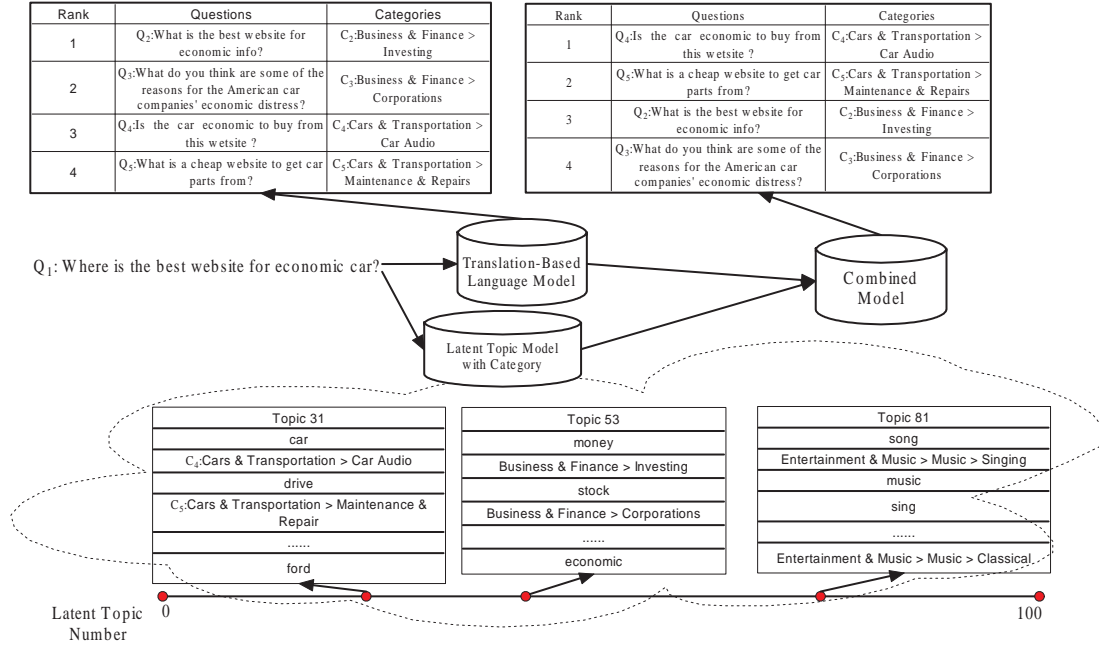 Rank Questions Categories
1 Q2:What is the best website for economic info? C2:Business & Finance > Investing
2 Q3:What do you think are some of the reasons for the American car companies' economic distress? C3:Business & Finance > Corporations
3 Q4:Is the car economic to buy from this wetsite ? C4:Cars & Transportation > Car Audio
4 Q5:What is a cheap website to get car parts from? C5:Cars & Transportation > Maintenance & Repairs
Rank Questions Categories
1 Q4:Is the car economic to buy from this wetsite ? C4:Cars & Transportation > Car Audio
2 Q5:What is a cheap website to get car parts from? C5:Cars & Transportation > Maintenance & Repairs
3 Q2:What is the best website for economic info? C2:Business & Finance > Investing
4 Q3:What do you think are some of the reasons for the American car companies' economic distress? C3:Business & Finance > Corporations
Q1: Where is the best website for economic car?
Translation-Based
Language Model
Combined
Model
Latent Topic Model
with Category
Topic 31
car
C4:Cars & Transportation > Car Audio
drive
C5:Cars & Transportation > Maintenance &
Repair
......
ford
Topic 53
money
Business & Finance > Investing
stock
Business & Finance > Corporations
......
economic
Topic 81
song
Entertainment & Music > Music > Singing
music
sing
......
Entertainment & Music > Music > Classical
Latent Topic
Number
0
100